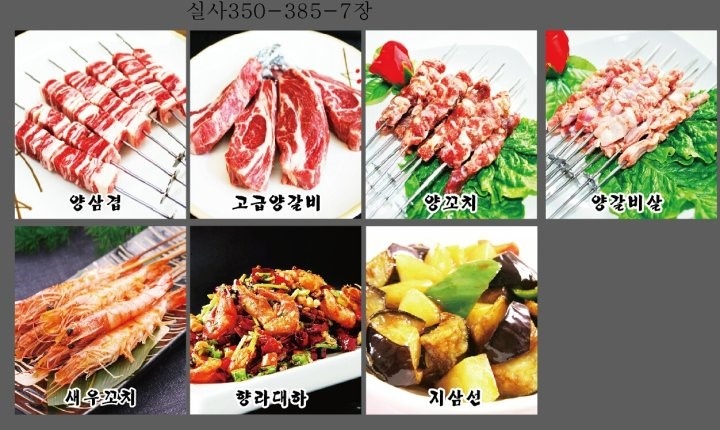 실사350-385-7장
양삼겹
고급양갈비
양꼬치
양갈비살
새우꼬치
향라대하
지삼선